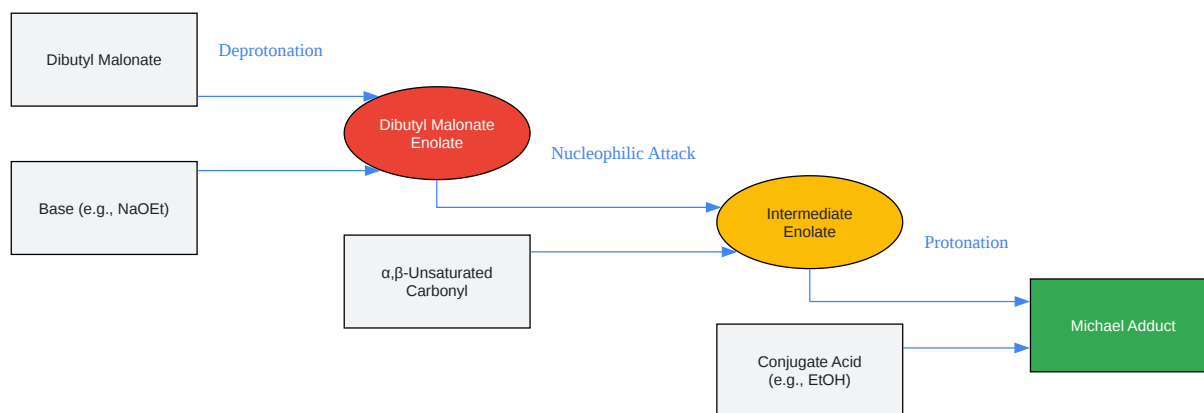 Dibutyl Malonate
Deprotonation
Dibutyl Malonate
Enolate
Base (e.g., NaOEt)
Nucleophilic Attack
α,β-Unsaturated
Carbonyl
Intermediate
Enolate
Protonation
Conjugate Acid
(e.g., EtOH)
Michael Adduct